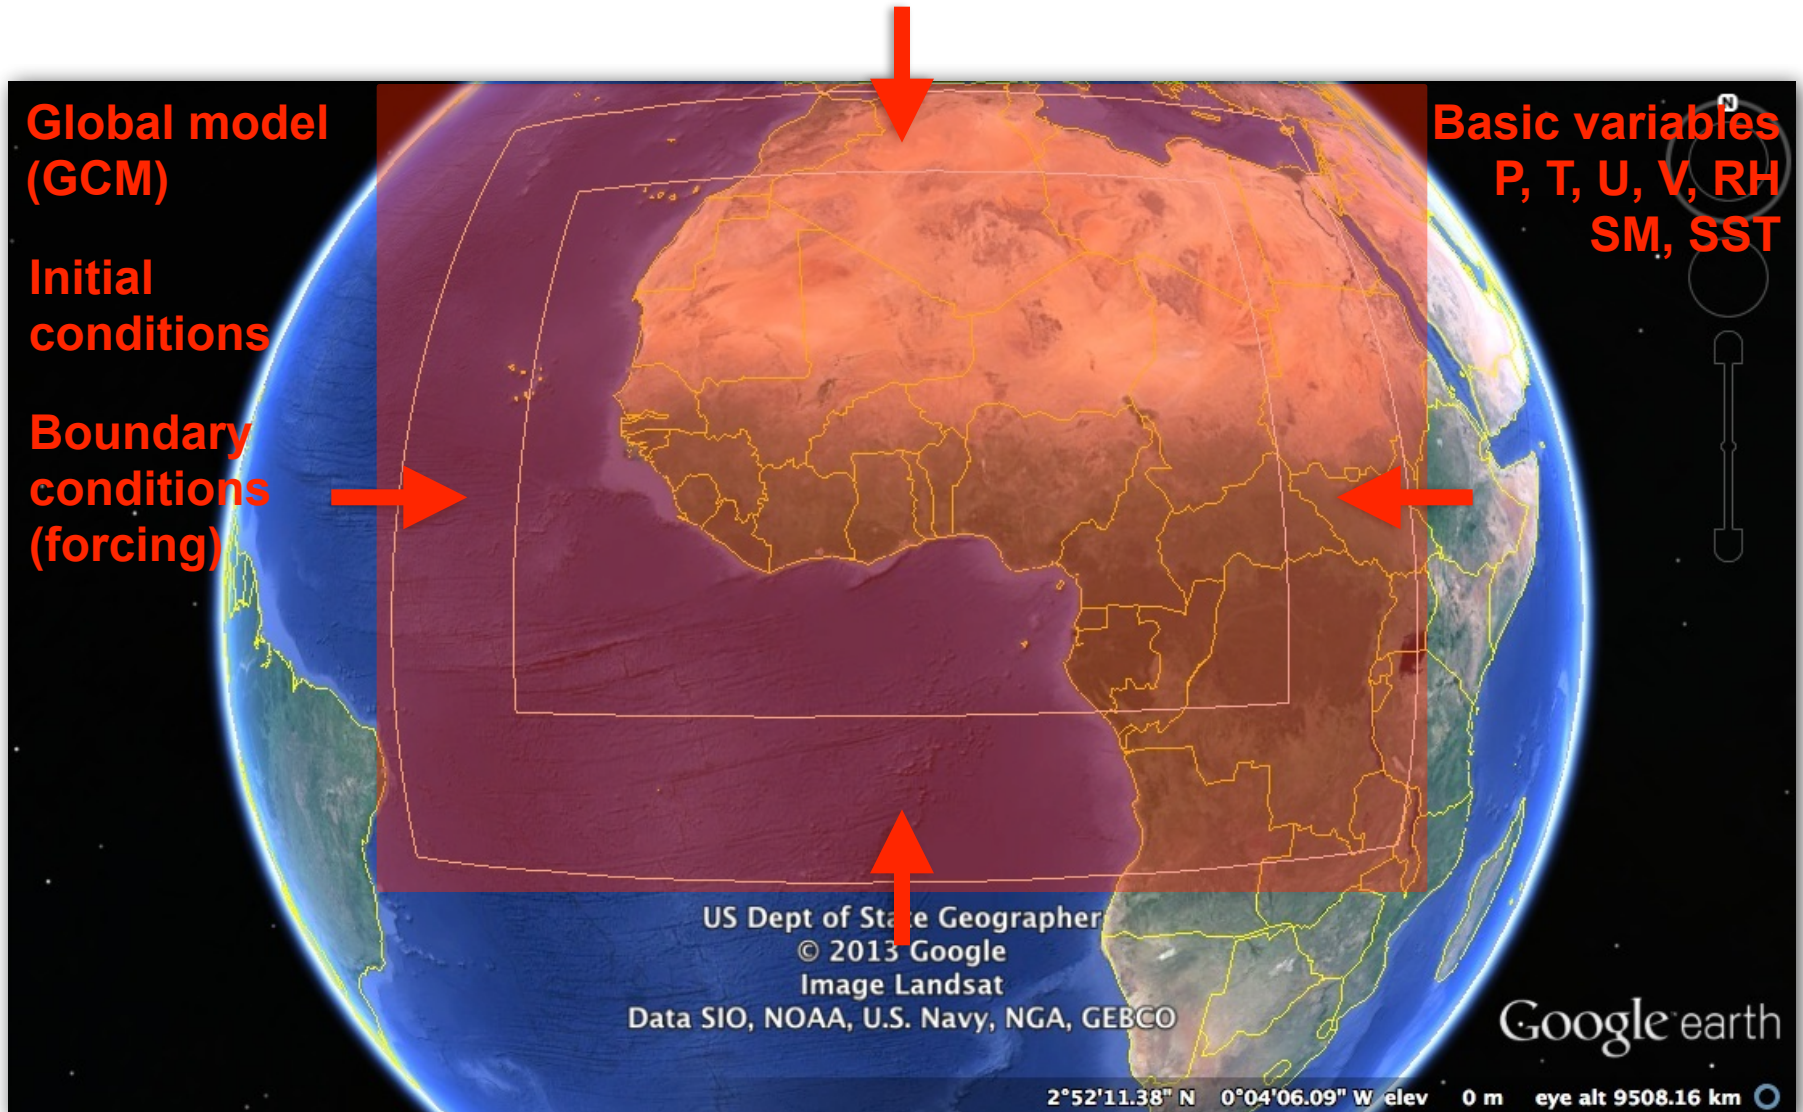 Global model
(GCM)
Initial
conditions
Boundary
conditions
(forcing)
Basic variables
P, T, U, V, RH
SM, SST
N
US Dept of State Geographer
© 2013 Google
Image Landsat
Data SIO, NOAA, U.S. Navy, NGA, GEBCO
Google earth
2°52'11.38" N 0°04'06.09" W elev 0 m eye alt 9508.16 km